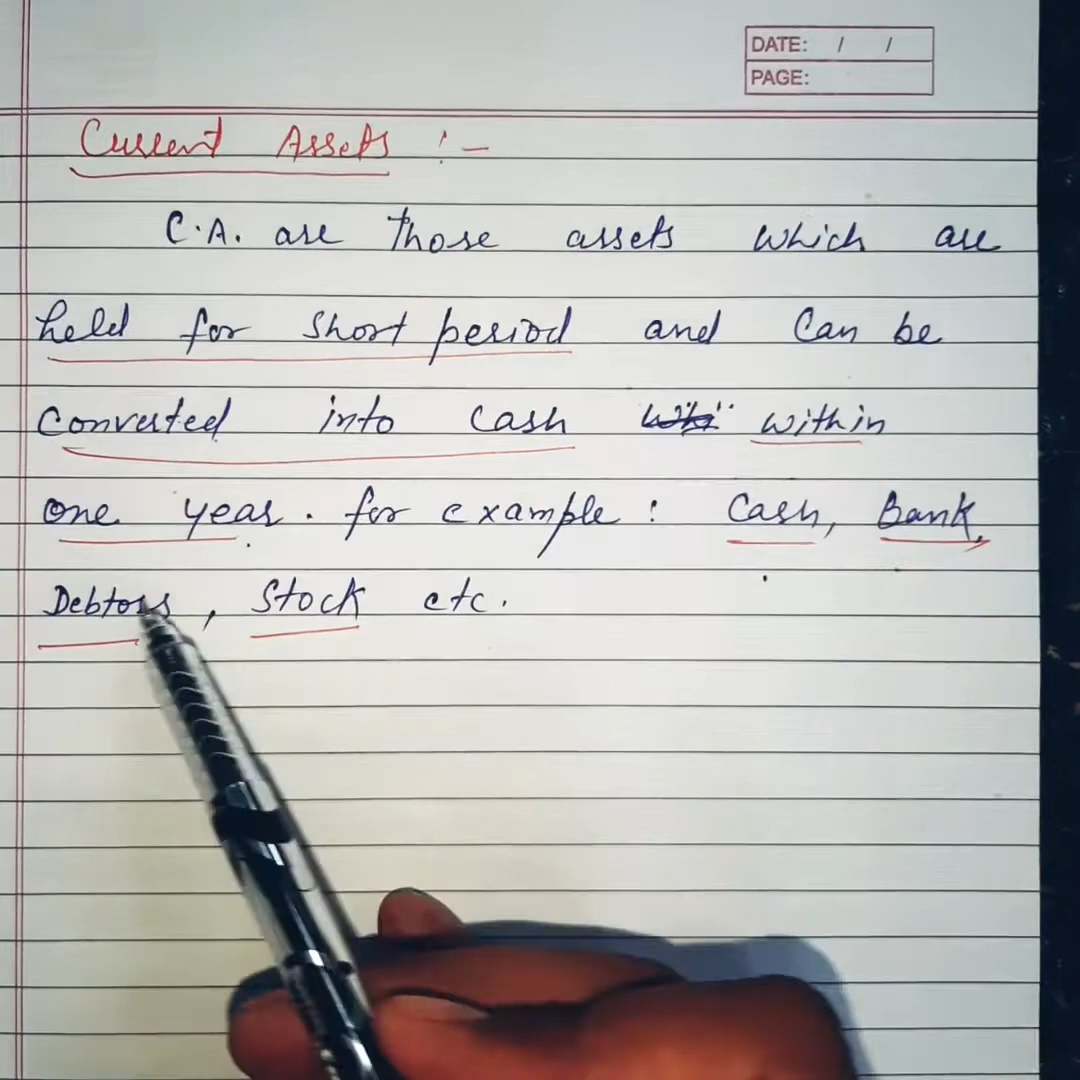 DATE: / /
PAGE:
Current Assets :-
C.A. are those assets which are
held for short period and can be
converted into cash within
one year. for example : Cash, Bank,
Debtors, Stock etc.